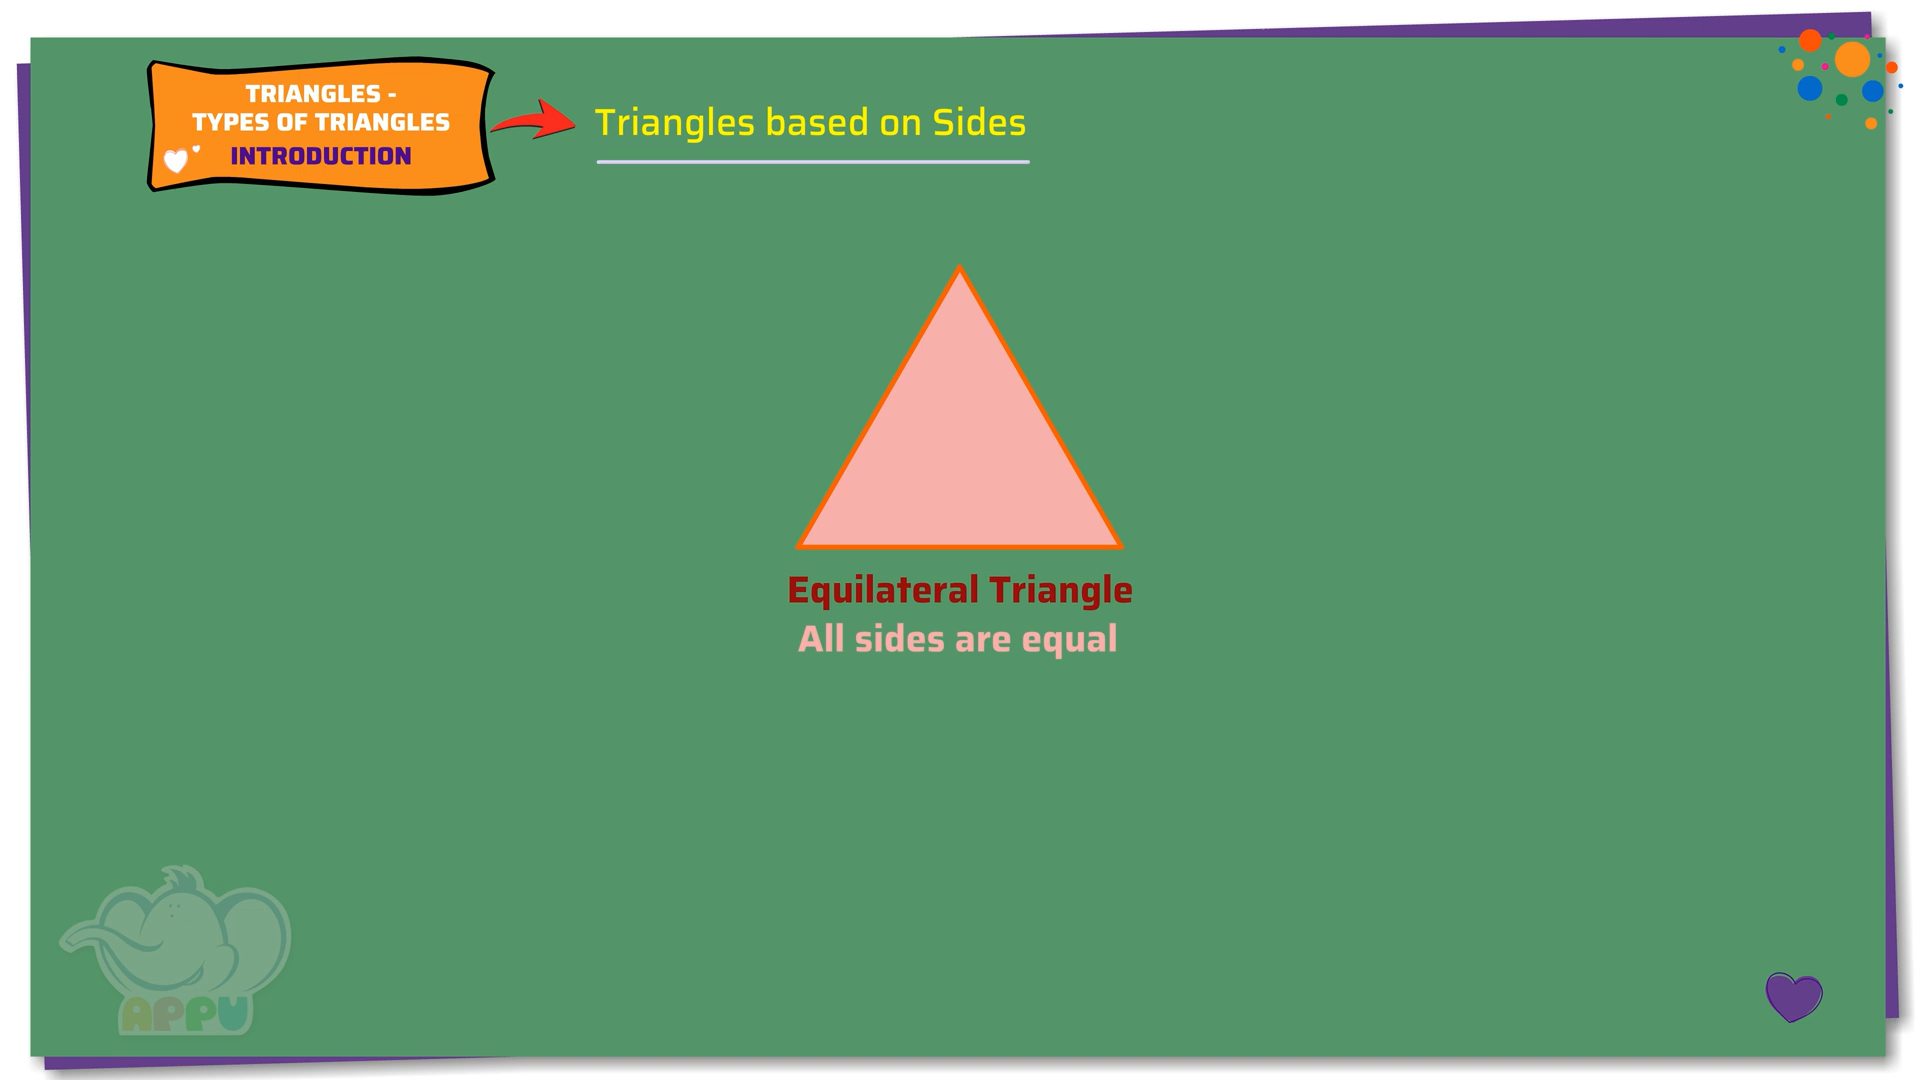 TRIANGLES -
TYPES OF TRIANGLES
INTRODUCTION
Triangles based on Sides
Equilateral Triangle
All sides are equal
APPU